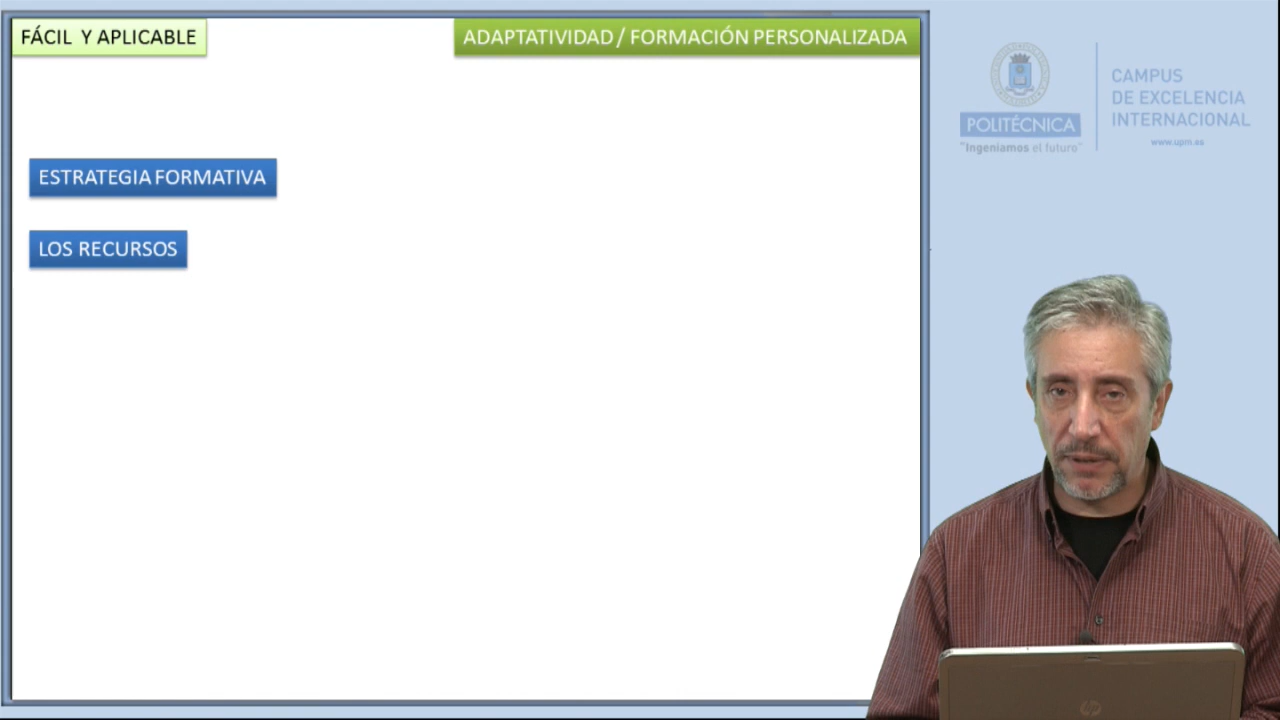 FÁCIL Y APLICABLE
ADAPTATIVIDAD / FORMACIÓN PERSONALIZADA
ESTRATEGIA FORMATIVA
LOS RECURSOS
POLITÉCNICA
"Ingeniamos el futuro"
CAMPUS
DE EXCELENCIA
INTERNACIONAL
www.upm.es
hp